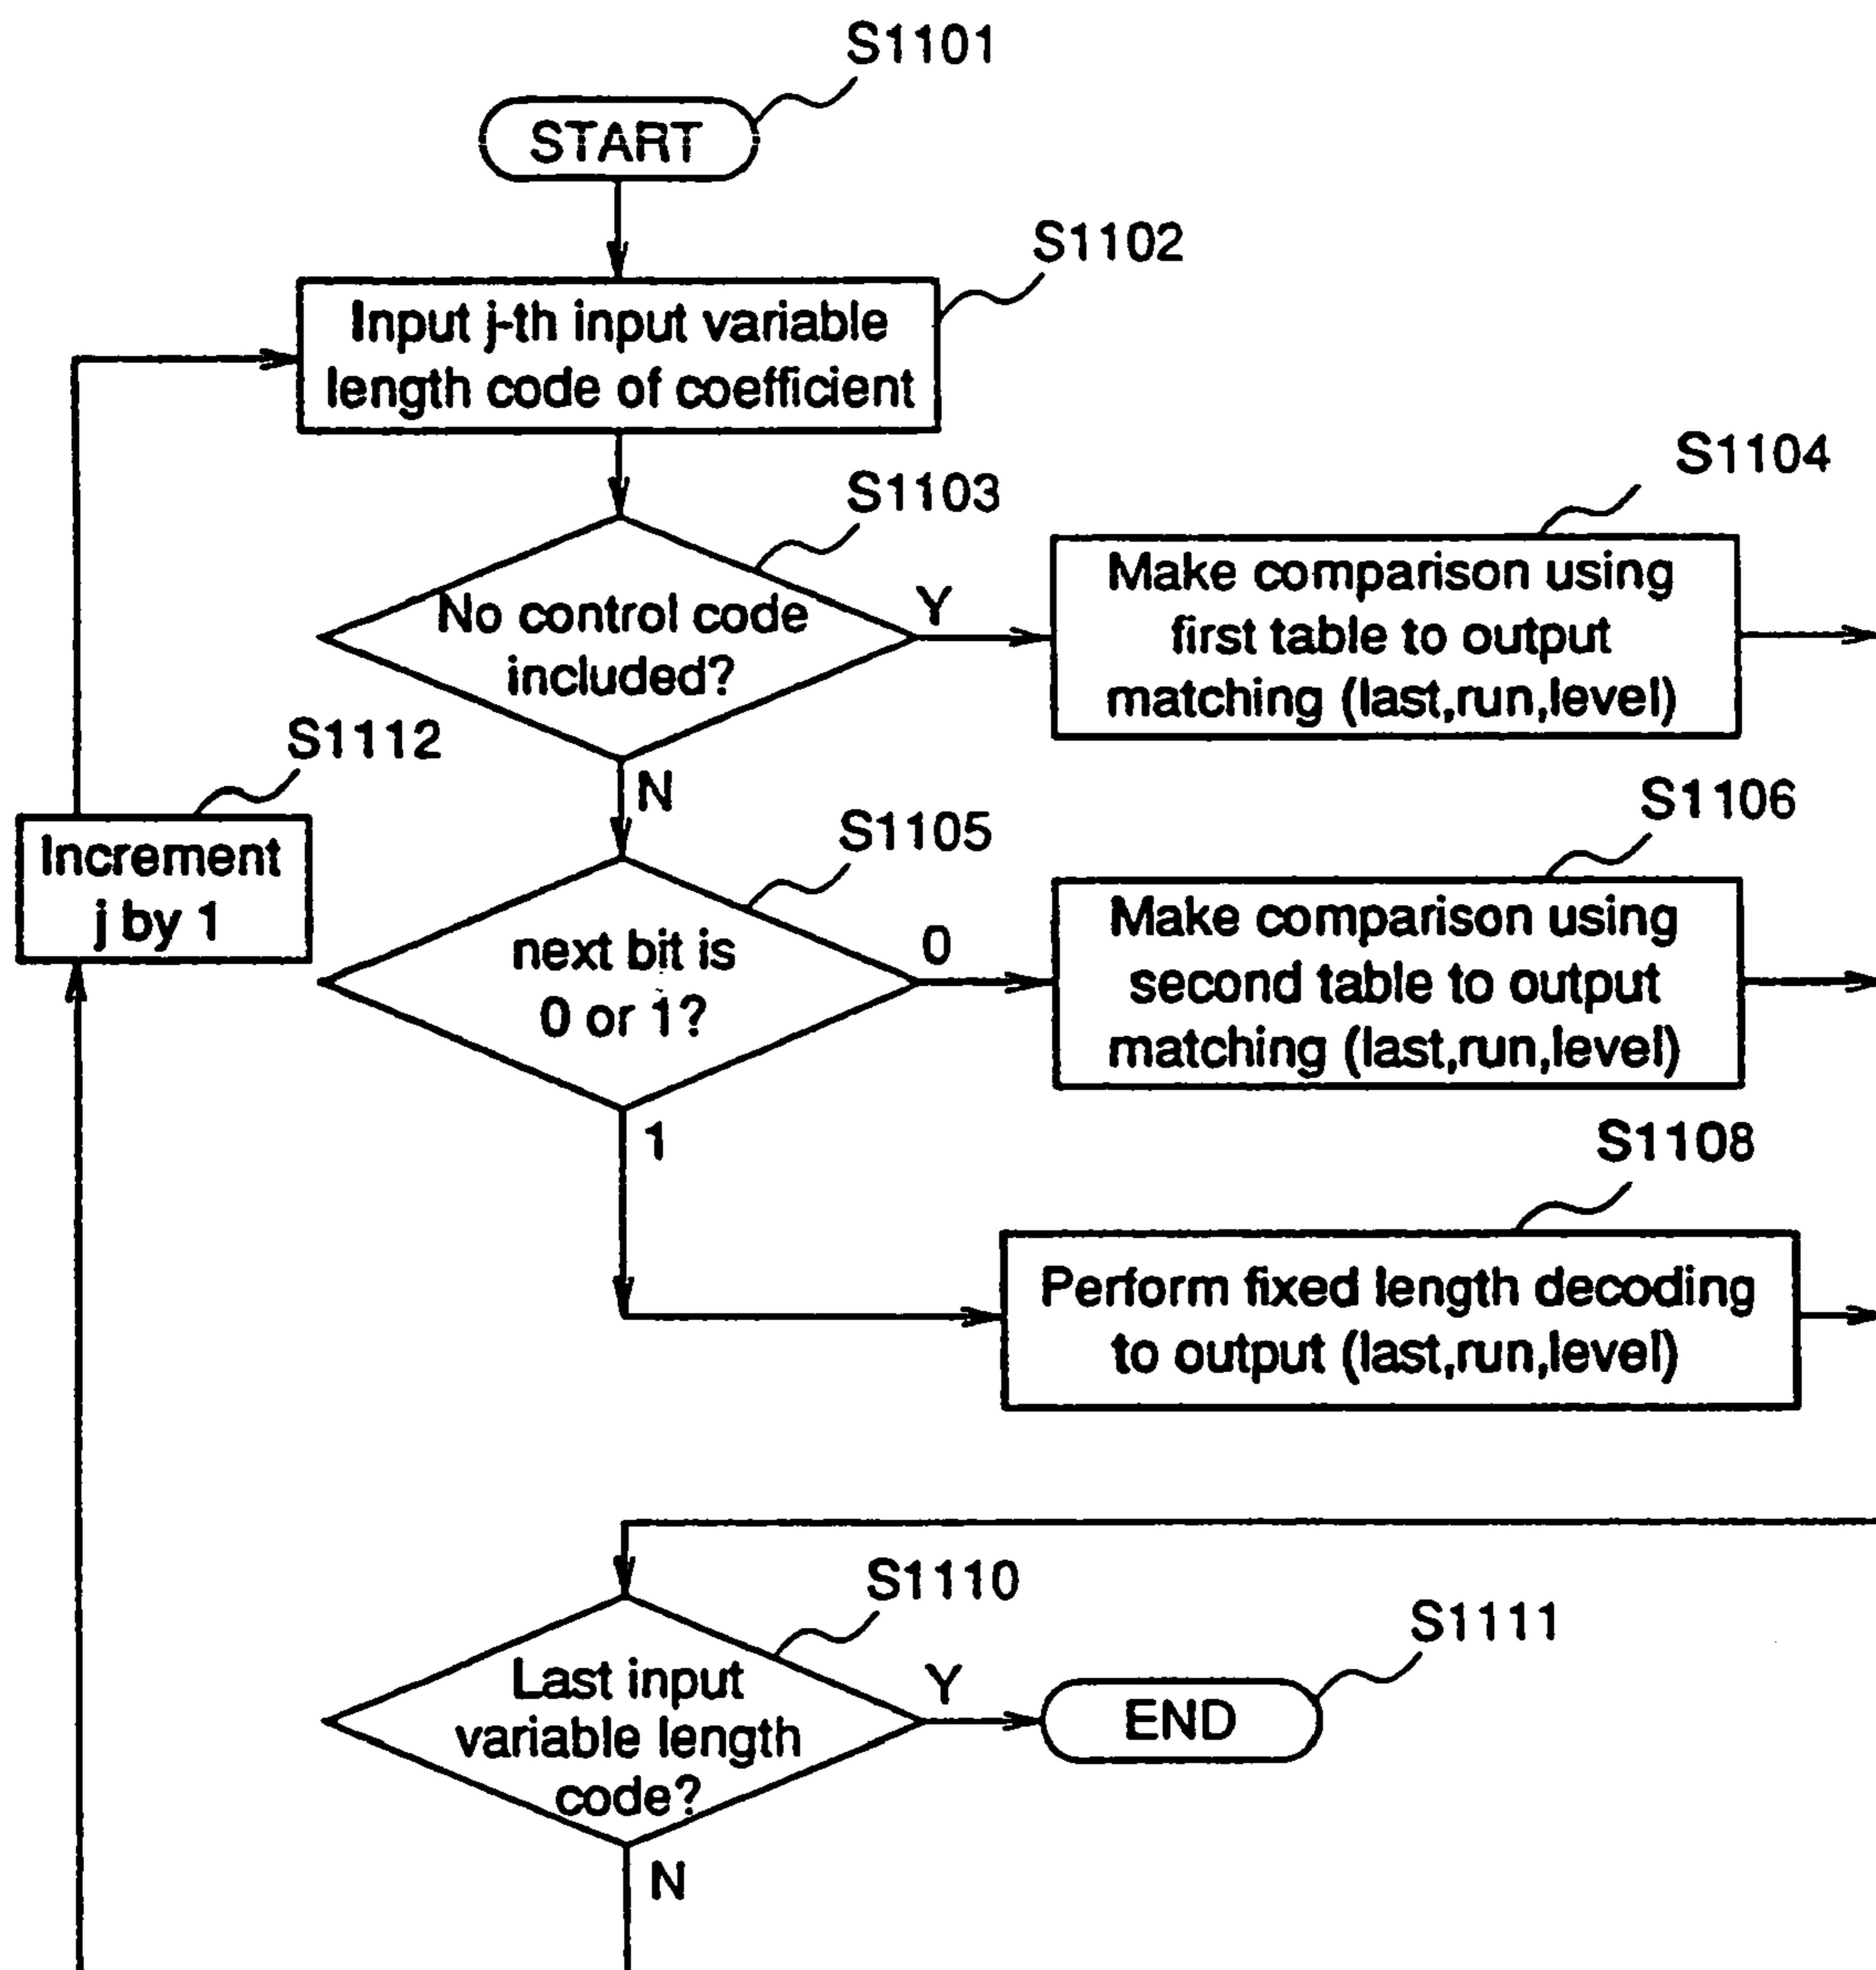 S1101
START
S1102
Input j-th input variable
length code of coefficient
S1103
No control code
included?
Y
N
S1104
Make comparison using
first table to output
matching (last,run,level)
S1112
Increment
j by 1
S1105
next bit is
0 or 1?
0
1
S1106
Make comparison using
second table to output
matching (last,run,level)
S1108
Perform fixed length decoding
to output (last,run,level)
S1110
Last input
variable length
code?
Y
N
S1111
END